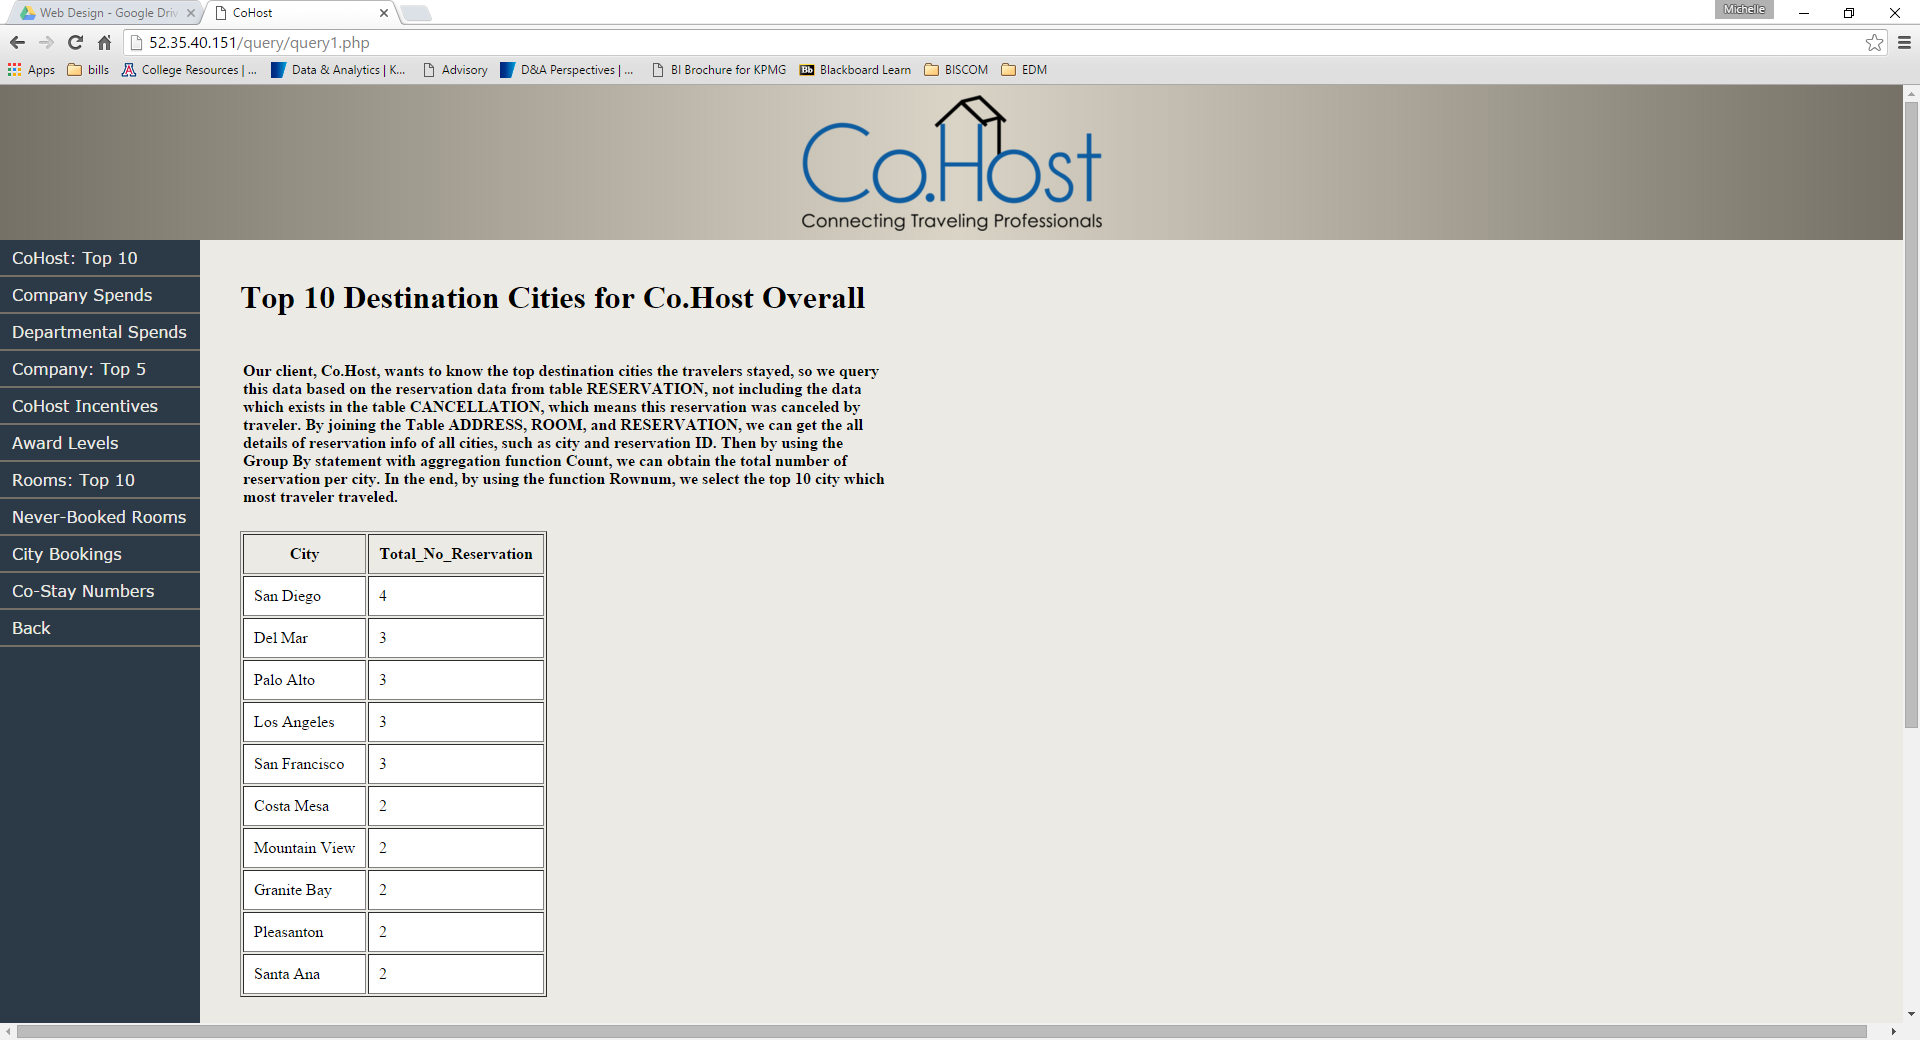 Web Design - Google Driv
CoHost
Michelle
52.35.40.151/query/query1.php
Apps bills College Resources | ... Data & Analytics | K... Advisory D&A Perspectives | ... BI Brochure for KPMG Bb Blackboard Learn BISCOM EDM
Co.Host
Connecting Traveling Professionals
CoHost: Top 10
Company Spends
Departmental Spends
Company: Top 5
CoHost Incentives
Award Levels
Rooms: Top 10
Never-Booked Rooms
City Bookings
Co-Stay Numbers
Back
Top 10 Destination Cities for Co.Host Overall
Our client, Co.Host, wants to know the top destination cities the travelers stayed, so we query
this data based on the reservation data from table RESERVATION, not including the data
which exists in the table CANCELLATION, which means this reservation was canceled by
traveler. By joining the Table ADDRESS, ROOM, and RESERVATION, we can get the all
details of reservation info of all cities, such as city and reservation ID. Then by using the
Group By statement with aggregation function Count, we can obtain the total number of
reservation per city. In the end, by using the function Rownum, we select the top 10 city which
most traveler traveled.
City Total_No_Reservation
San Diego 4
Del Mar 3
Palo Alto 3
Los Angeles 3
San Francisco 3
Costa Mesa 2
Mountain View 2
Granite Bay 2
Pleasanton 2
Santa Ana 2